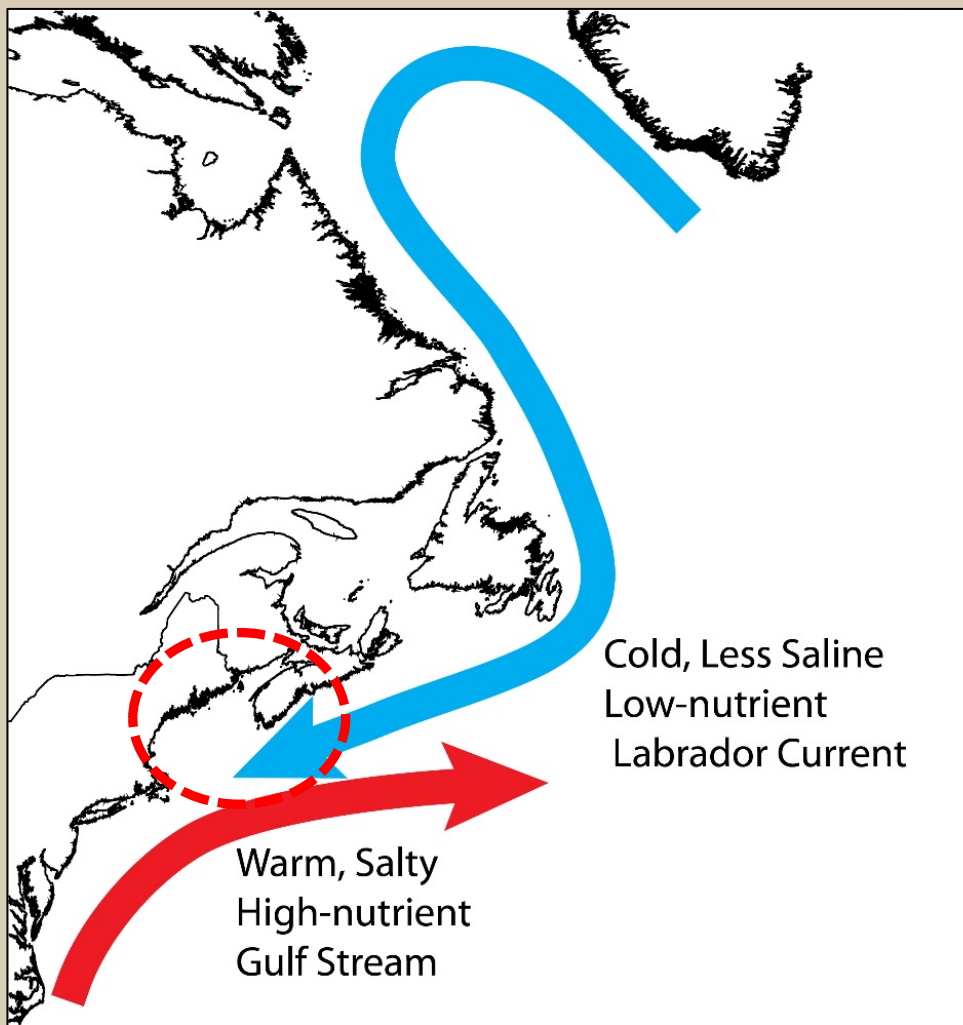 Cold, Less Saline
Low-nutrient
Labrador Current
Warm, Salty
High-nutrient
Gulf Stream